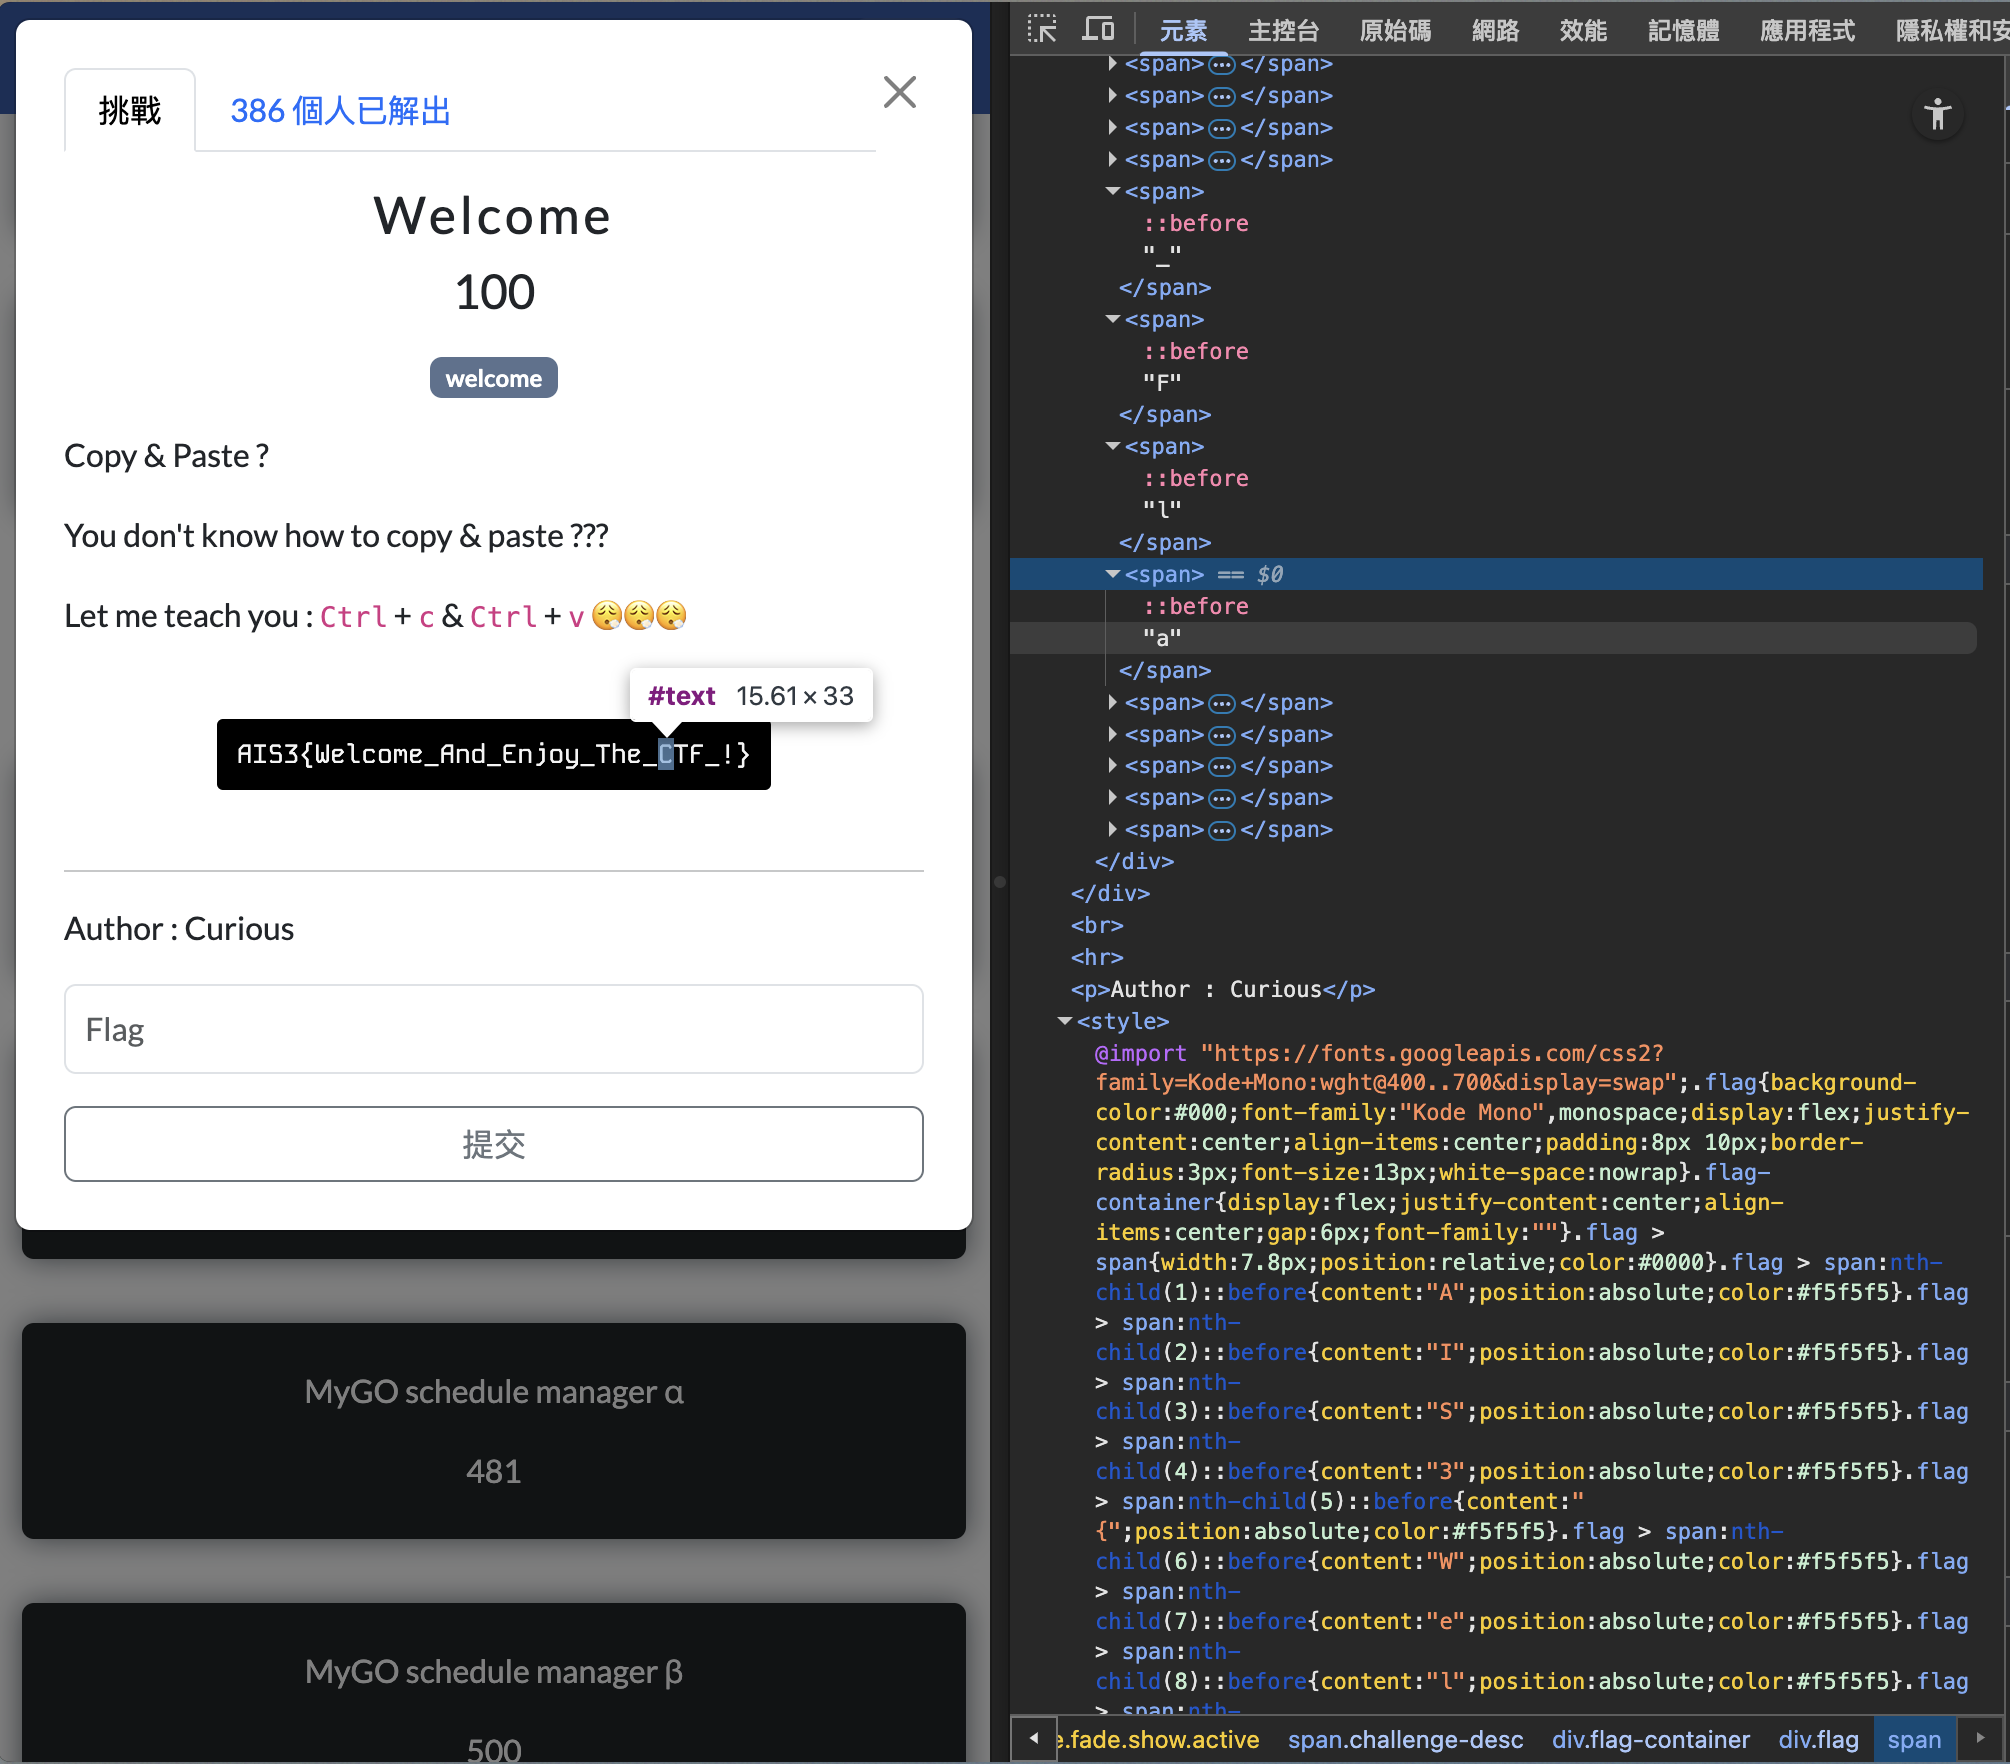 挑戰
386 個人已解出
Welcome
100
welcome
Copy & Paste ?
You don't know how to copy & paste ???
Let me teach you : Ctrl + c & Ctrl + v 😮‍💨😮‍💨😮‍💨
#text 15.61 × 33
AIS3{Welcome_And_Enjoy_The_CTF_!}
Author : Curious
Flag
提交
MyGO schedule manager α
481
MyGO schedule manager β
500
元素 主控台 原始碼 網路 效能 記憶體 應用程式 隱私權和安
<span>…</span>
<span>…</span>
<span>…</span>
<span>…</span>
<span>
::before
"_"
</span>
<span>
::before
"F"
</span>
<span>
::before
"l"
</span>
<span> == $0
::before
"a"
</span>
<span>…</span>
<span>…</span>
<span>…</span>
<span>…</span>
<span>…</span>
</div>
</div>
<br>
<hr>
<p>Author : Curious</p>
<style>
@import "https://fonts.googleapis.com/css2?
family=Kode+Mono:wght@400..700&display=swap";.flag{background-
color:#000;font-family:"Kode Mono",monospace;display:flex;justify-
content:center;align-items:center;padding:8px 10px;border-
radius:3px;font-size:13px;white-space:nowrap}.flag-
container{display:flex;justify-content:center;align-
items:center;gap:6px;font-family:""}.flag >
span{width:7.8px;position:relative;color:#0000}.flag > span:nth-
child(1)::before{content:"A";position:absolute;color:#f5f5f5}.flag
> span:nth-
child(2)::before{content:"I";position:absolute;color:#f5f5f5}.flag
> span:nth-
child(3)::before{content:"S";position:absolute;color:#f5f5f5}.flag
> span:nth-
child(4)::before{content:"3";position:absolute;color:#f5f5f5}.flag
> span:nth-child(5)::before{content:"
{";position:absolute;color:#f5f5f5}.flag > span:nth-
child(6)::before{content:"W";position:absolute;color:#f5f5f5}.flag
> span:nth-
child(7)::before{content:"e";position:absolute;color:#f5f5f5}.flag
> span:nth-
child(8)::before{content:"l";position:absolute;color:#f5f5f5}.flag
> span:nth-
e.fade.show.active span.challenge-desc div.flag-container div.flag span